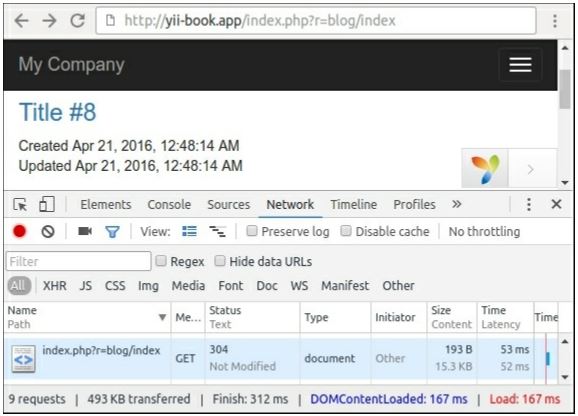 http://yii-book.app/index.php?r=blog/index
My Company
Title #8
Created Apr 21, 2016, 12:48:14 AM
Updated Apr 21, 2016, 12:48:14 AM
Elements Console Sources Network Timeline Profiles »
View: Preserve log Disable cache No throttling
Filter Regex Hide data URLs
All XHR JS CSS Img Media Font Doc WS Manifest Other
Name Me... Status Type Initiator Size Time Time
Path Text Content Latency
index.php?r=blog/index GET 304 document Other 193 B 53 ms
Not Modified 15.3 KB 52 ms
9 requests | 493 KB transferred | Finish: 312 ms | DOMContentLoaded: 167 ms | Load: 167 ms